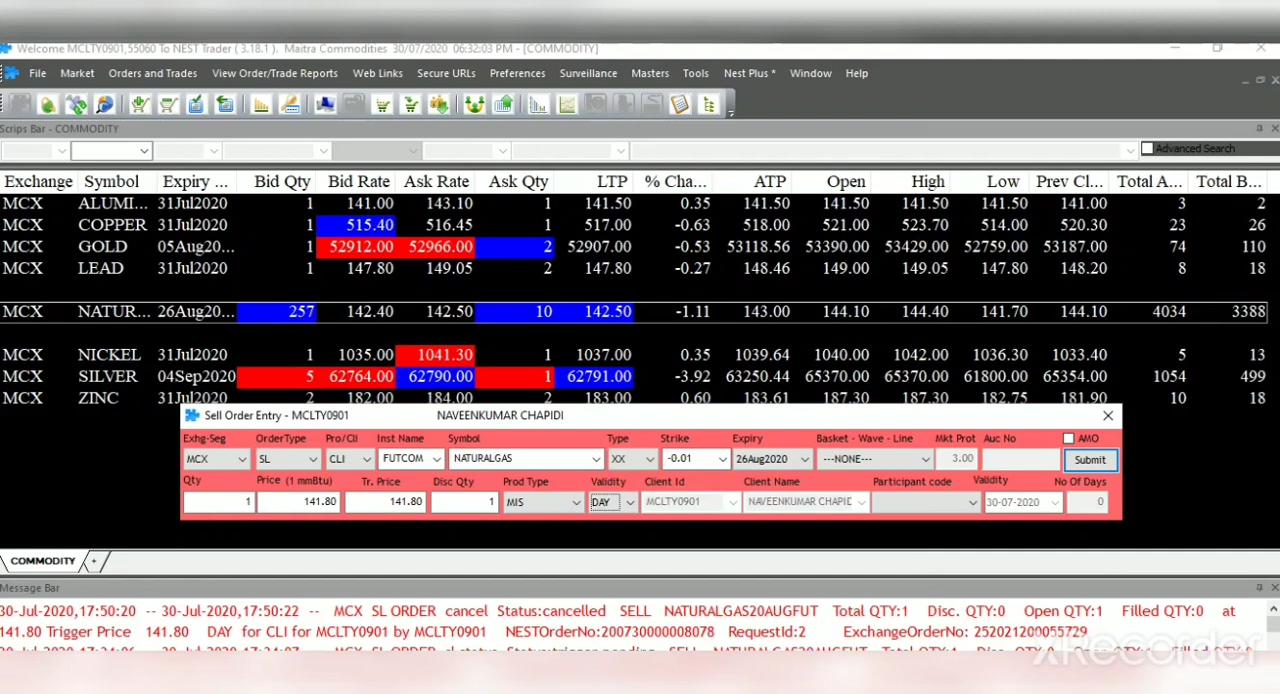 Welcome MCLTY0901,55060 To NEST Trader ( 3.18.1 ). Maitra Commodities 30/07/2020 06:32:03 PM - [COMMODITY]
File Market Orders and Trades View Order/Trade Reports Web Links Secure URLs Preferences Surveillance Masters Tools Nest Plus * Window Help
Scrips Bar - COMMODITY
Advanced Search
Exchange Symbol Expiry ... Bid Qty Bid Rate Ask Rate Ask Qty LTP % Cha... ATP Open High Low Prev Cl... Total A... Total B...
MCX ALUMI... 31Jul2020 1 141.00 143.10 1 141.50 0.35 141.50 141.50 141.50 141.50 141.00 3 2
MCX COPPER 31Jul2020 1 515.40 516.45 1 517.00 -0.63 518.00 521.00 523.70 514.00 520.30 23 26
MCX GOLD 05Aug20... 1 52912.00 52966.00 2 52907.00 -0.53 53118.56 53390.00 53429.00 52759.00 53187.00 74 110
MCX LEAD 31Jul2020 1 147.80 149.05 2 147.80 -0.27 148.46 149.00 149.05 147.80 148.20 8 18
MCX NATUR... 26Aug20... 257 142.40 142.50 10 142.50 -1.11 143.00 144.10 144.40 141.70 144.10 4034 3388
MCX NICKEL 31Jul2020 1 1035.00 1041.30 1 1037.00 0.35 1039.64 1040.00 1042.00 1036.30 1033.40 5 13
MCX SILVER 04Sep2020 5 62764.00 62790.00 1 62791.00 -3.92 63250.44 65370.00 65370.00 61800.00 65354.00 1054 499
MCX ZINC 31Jul2020 2 182.00 184.00 2 183.00 0.60 183.61 187.30 187.30 182.75 181.90 10 18
Sell Order Entry - MCLTY0901 NAVEENKUMAR CHAPIDI
Exhg-Seg OrderType Pro/Cli Inst Name Symbol Type Strike Expiry Basket - Wave - Line Mkt Prot Auc No AMO
MCX SL CLI FUTCOM NATURALGAS XX -0.01 26Aug2020 ---NONE--- 3.00 Submit
Qty Price (1 mmBtu) Tr. Price Disc Qty Prod Type Validity Client Id Client Name Participant code Validity No Of Days
1 141.80 141.80 1 MIS DAY MCLTY0901 NAVEENKUMAR CHAPID 30-07-2020 0
COMMODITY +
Message Bar
30-Jul-2020,17:50:20 -- 30-Jul-2020,17:50:22 -- MCX SL ORDER cancel Status:cancelled SELL NATURALGAS20AUGFUT Total QTY:1 Disc. QTY:0 Open QTY:1 Filled QTY:0 at
141.80 Trigger Price 141.80 DAY for CLI for MCLTY0901 by MCLTY0901 NESTOrderNo:200730000008078 RequestId:2 ExchangeOrderNo: 252021200055729
XRecorder